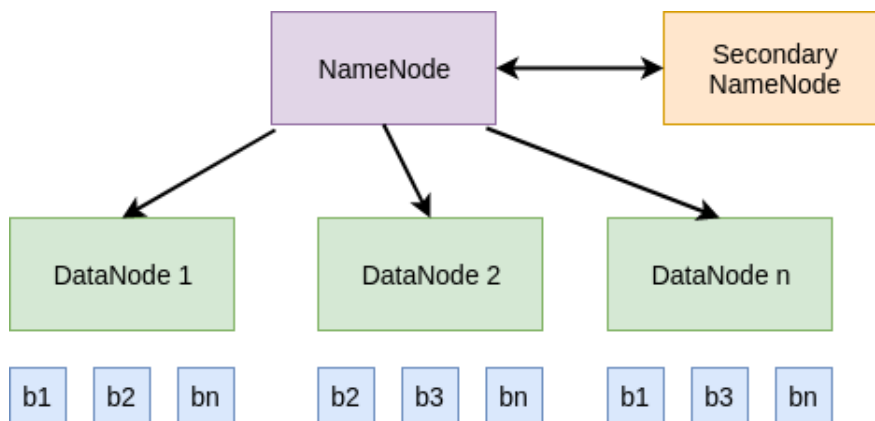 NameNode
Secondary
NameNode
DataNode 1
DataNode 2
DataNode n
b1
b2
bn
b2
b3
bn
b1
b3
bn